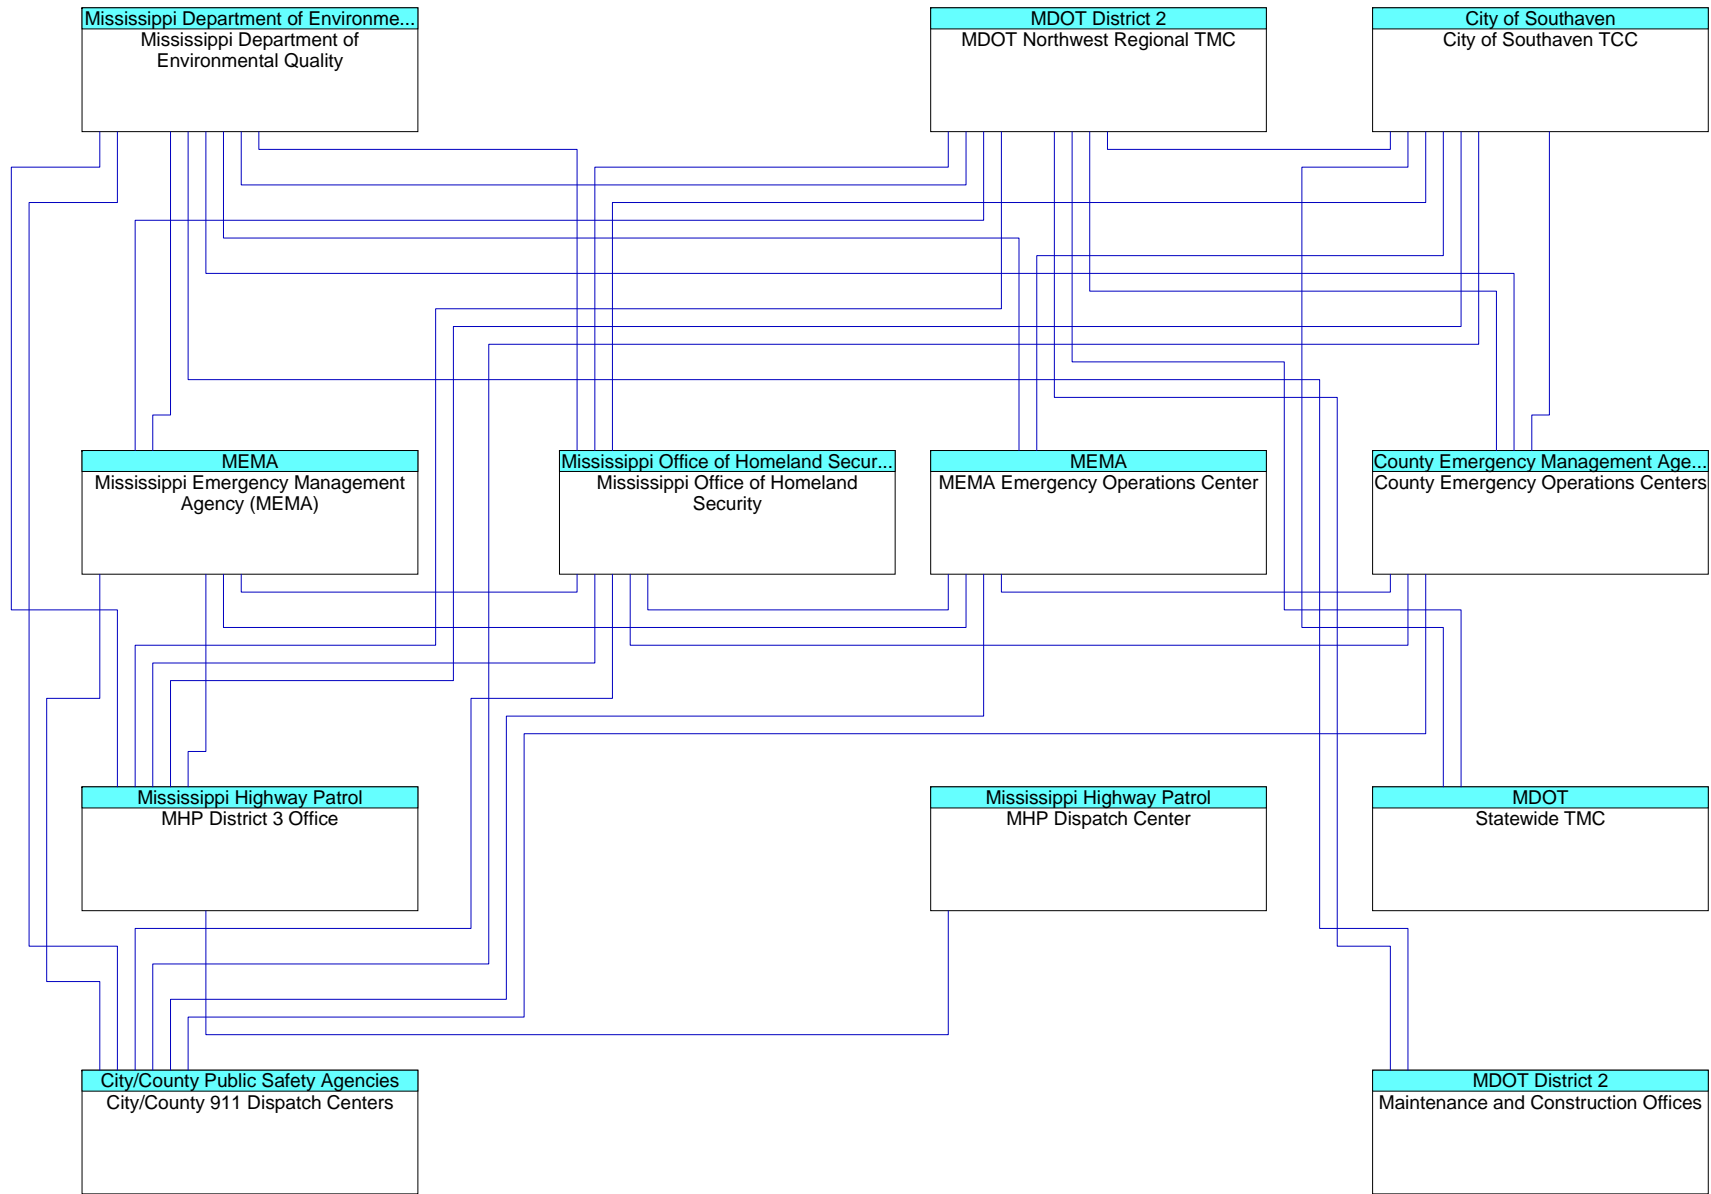 Mississippi Department of Environme...
Mississippi Department of
Environmental Quality
MDOT District 2
MDOT Northwest Regional TMC
City of Southaven
City of Southaven TCC
MEMA
Mississippi Emergency Management
Agency (MEMA)
Mississippi Office of Homeland Secur...
Mississippi Office of Homeland
Security
MEMA
MEMA Emergency Operations Center
County Emergency Management Age...
County Emergency Operations Centers
Mississippi Highway Patrol
MHP District 3 Office
Mississippi Highway Patrol
MHP Dispatch Center
MDOT
Statewide TMC
City/County Public Safety Agencies
City/County 911 Dispatch Centers
MDOT District 2
Maintenance and Construction Offices